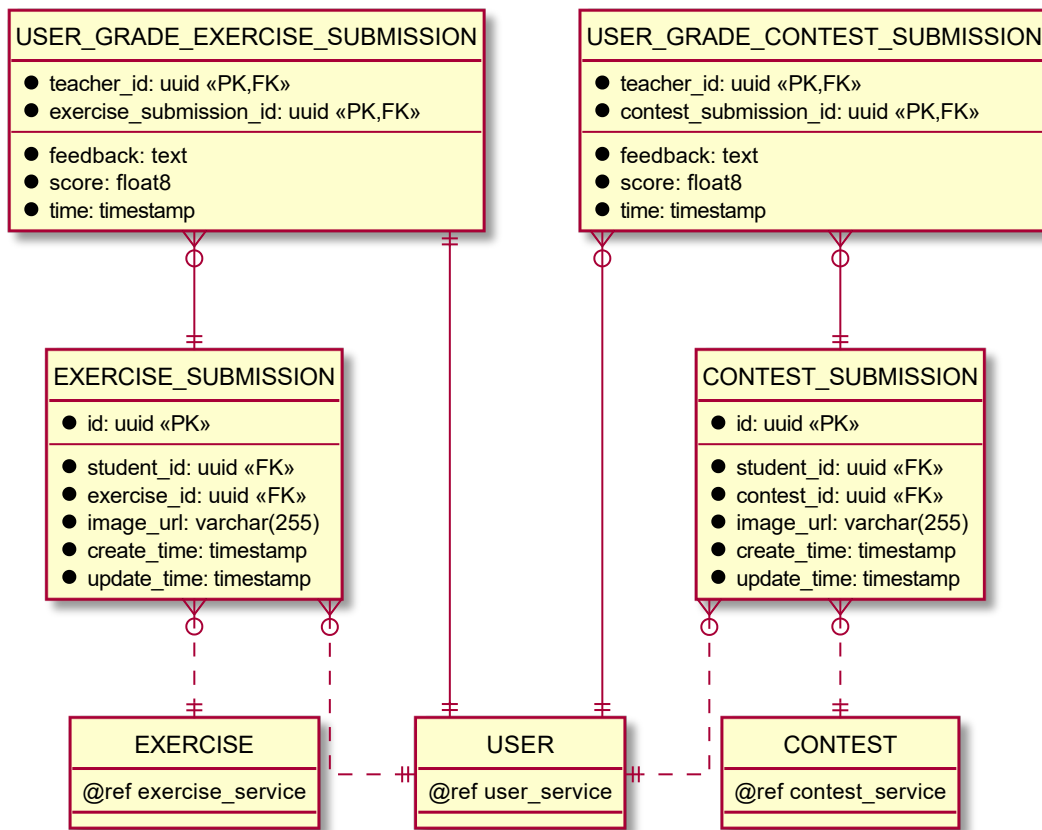 USER_GRADE_EXERCISE_SUBMISSION
teacher_id: uuid «PK,FK»
exercise_submission_id: uuid «PK,FK»
feedback: text
score: float8
time: timestamp
USER_GRADE_CONTEST_SUBMISSION
teacher_id: uuid «PK,FK»
contest_submission_id: uuid «PK,FK»
feedback: text
score: float8
time: timestamp
EXERCISE_SUBMISSION
id: uuid «PK»
student_id: uuid «FK»
exercise_id: uuid «FK»
image_url: varchar(255)
create_time: timestamp
update_time: timestamp
CONTEST_SUBMISSION
id: uuid «PK»
student_id: uuid «FK»
contest_id: uuid «FK»
image_url: varchar(255)
create_time: timestamp
update_time: timestamp
EXERCISE
@ref exercise_service
USER
@ref user_service
CONTEST
@ref contest_service